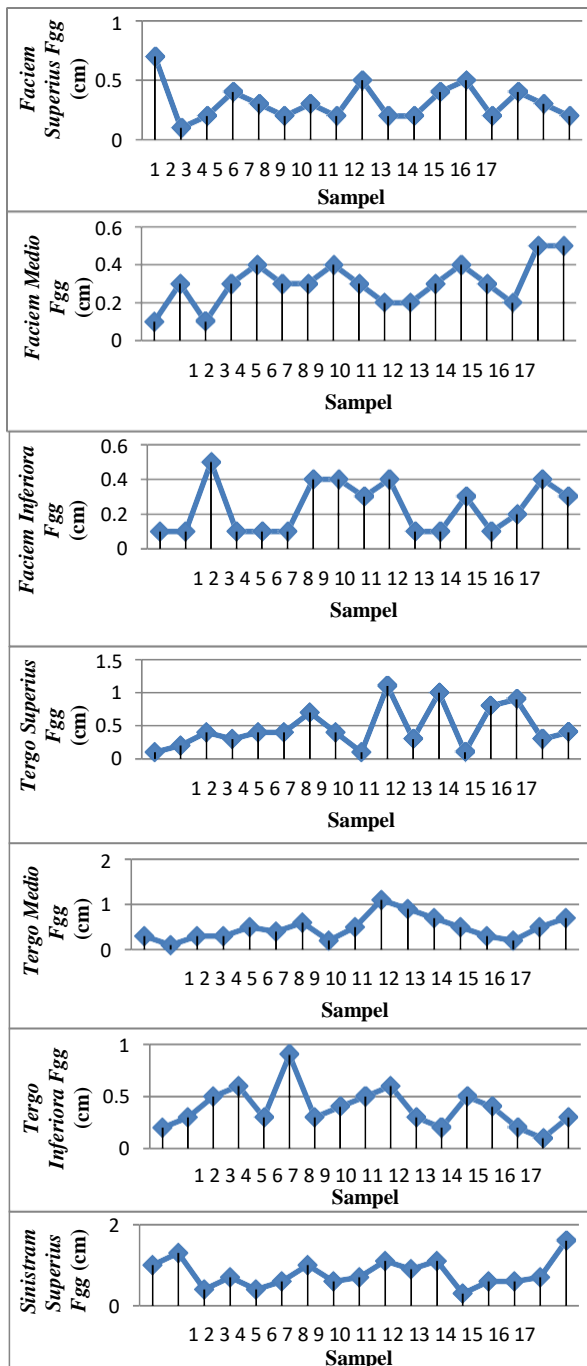 Faciem
Superius Fgg
(cm)
1
0.5
0
1 2 3 4 5 6 7 8 9 10 11 12 13 14 15 16 17
Sampel
Faciem Medio
Fgg
(cm)
0.6
0.4
0.2
0
1 2 3 4 5 6 7 8 9 10 11 12 13 14 15 16 17
Sampel
Faciem Inferiora
Fgg
(cm)
0.6
0.4
0.2
0
1 2 3 4 5 6 7 8 9 10 11 12 13 14 15 16 17
Sampel
Tergo Superius
Fgg
(cm)
1.5
1
0.5
0
1 2 3 4 5 6 7 8 9 10 11 12 13 14 15 16 17
Sampel
Tergo Medio
Fgg
(cm)
2
1
0
1 2 3 4 5 6 7 8 9 10 11 12 13 14 15 16 17
Sampel
Tergo
Inferiora Fgg
(cm)
1
0.5
0
1 2 3 4 5 6 7 8 9 10 11 12 13 14 15 16 17
Sampel
Sinistram
Superius
Fgg (cm)
2
0
1 2 3 4 5 6 7 8 9 10 11 12 13 14 15 16 17
Sampel